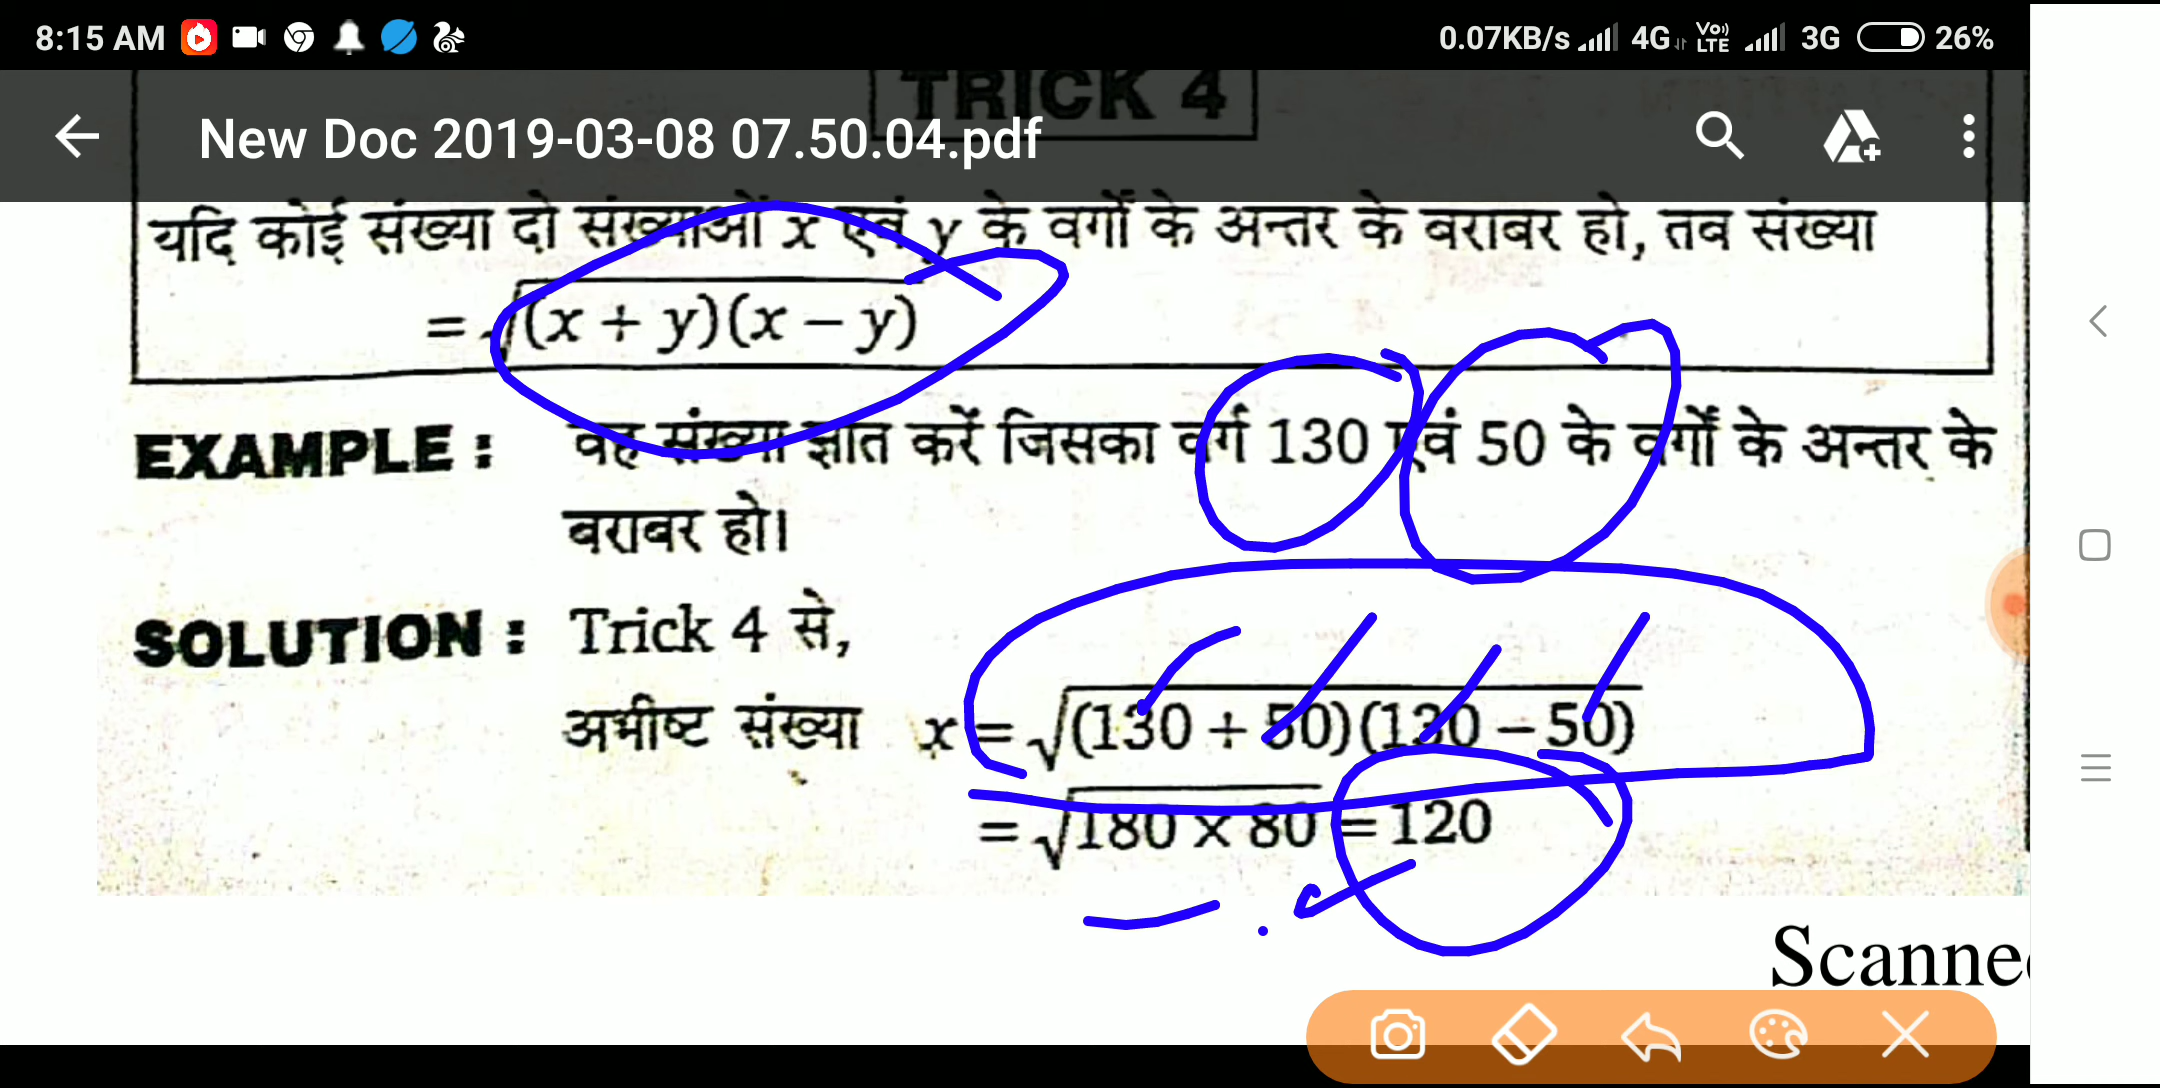 8:15 AM 0.07KB/s 4G VoLTE 3G 26%
TRICK 4
New Doc 2019-03-08 07.50.04.pdf
यदि कोई संख्या दो संख्याओं x एवं y के वर्गों के अन्तर के बराबर हो, तब संख्या
= √(x + y)(x − y)
EXAMPLE : वह संख्या ज्ञात करें जिसका वर्ग 130 एवं 50 के वर्गों के अन्तर के
बराबर हो।
SOLUTION : Trick 4 से,
अभीष्ट संख्या x = √(130 + 50)(130 − 50)
= √180 × 80 = 120
Scanne